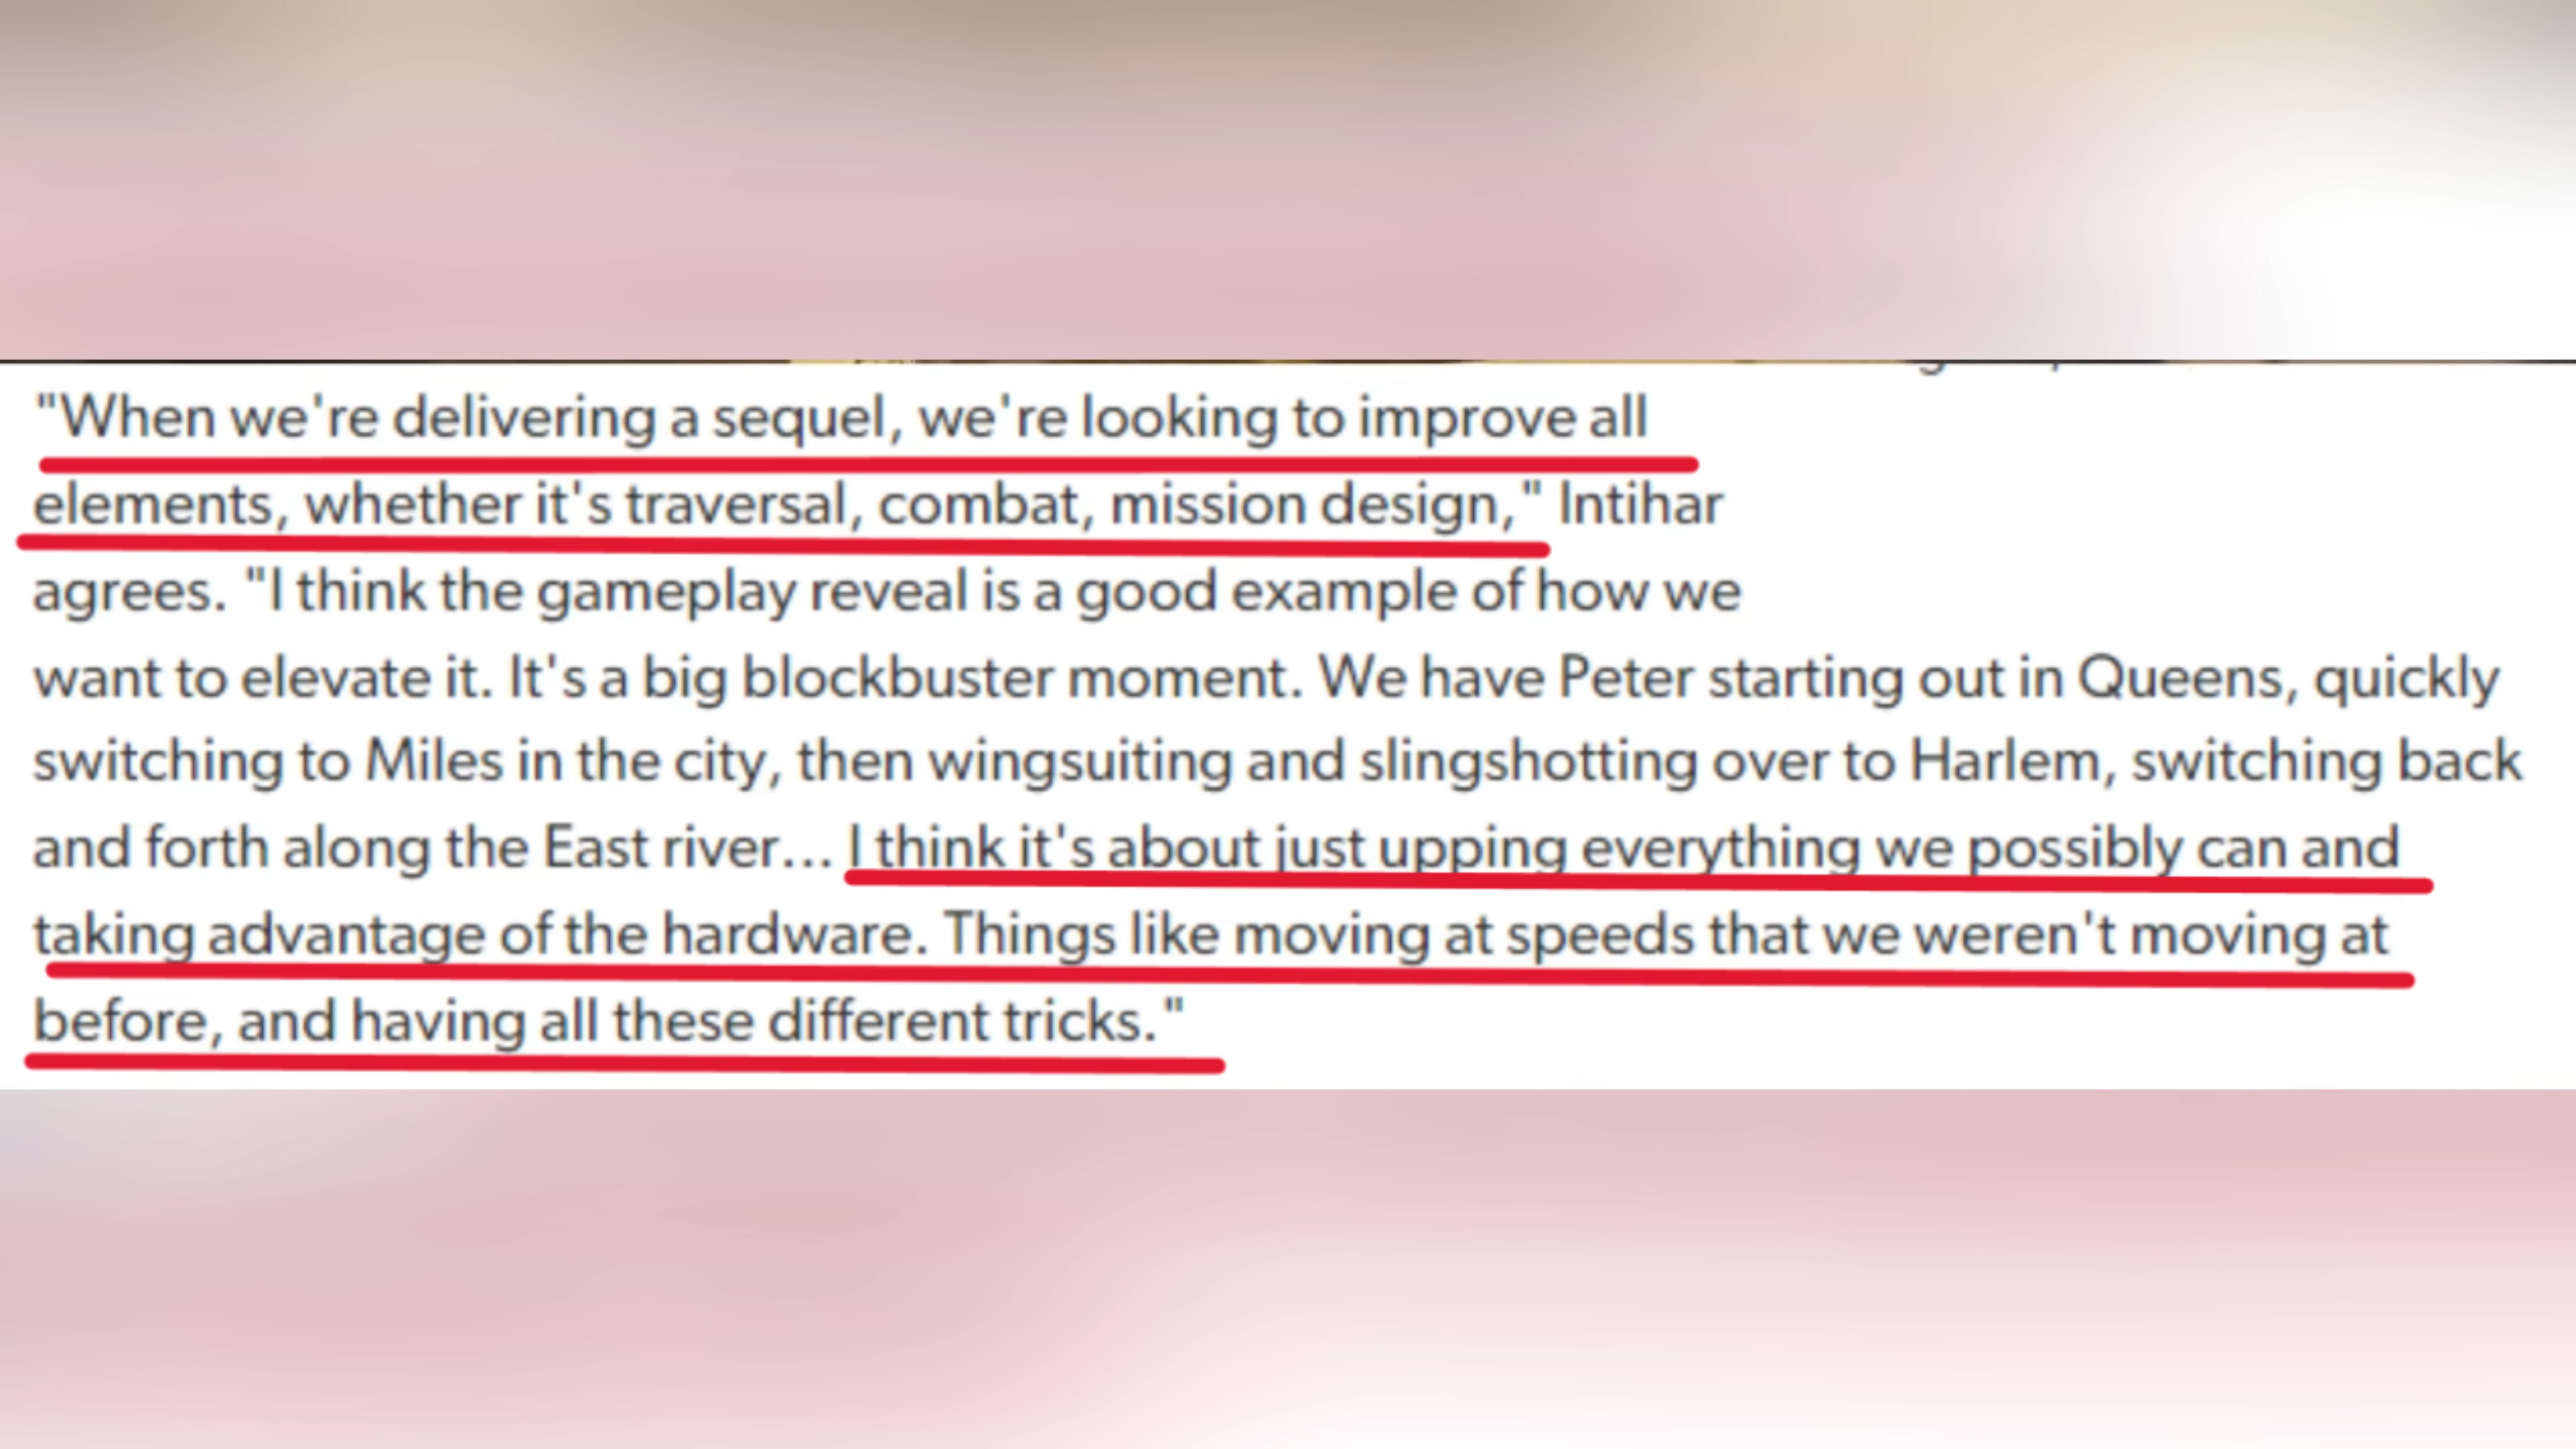 "When we're delivering a sequel, we're looking to improve all
elements, whether it's traversal, combat, mission design," Intihar
agrees. "I think the gameplay reveal is a good example of how we
want to elevate it. It's a big blockbuster moment. We have Peter starting out in Queens, quickly
switching to Miles in the city, then wingsuiting and slingshotting over to Harlem, switching back
and forth along the East river... I think it's about just upping everything we possibly can and
taking advantage of the hardware. Things like moving at speeds that we weren't moving at
before, and having all these different tricks."